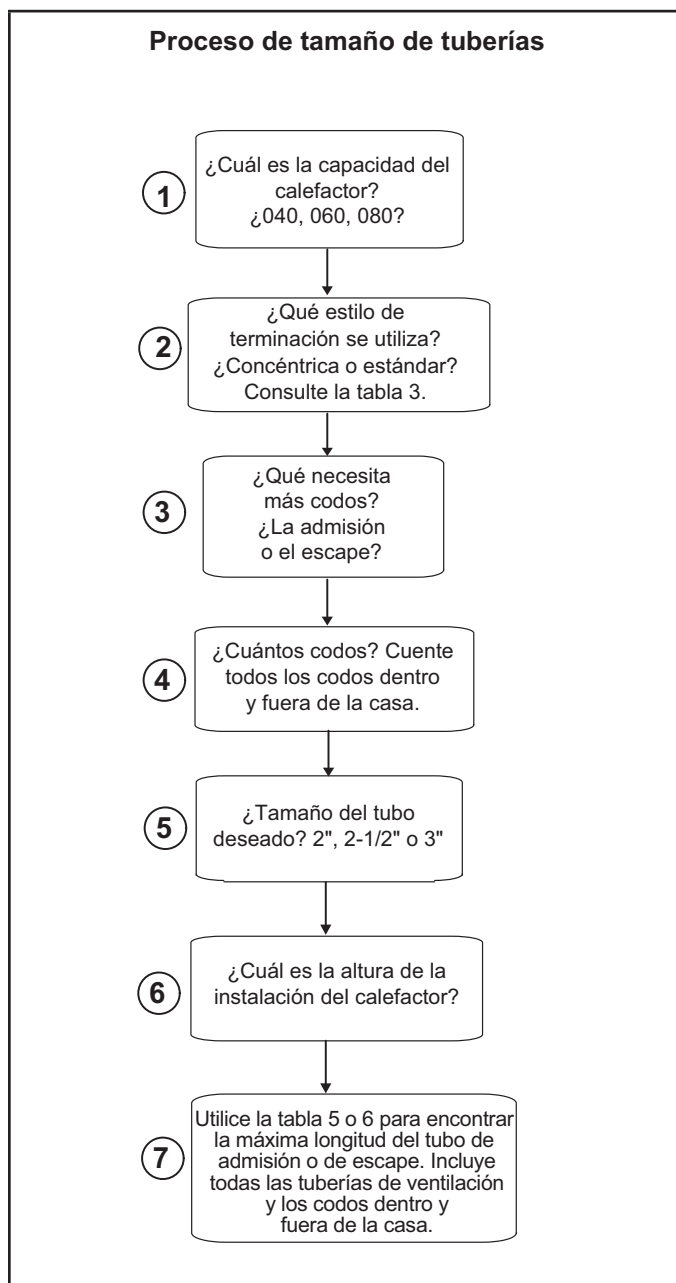 Proceso de tamaño de tuberías
1
¿Cuál es la capacidad del
calefactor?
¿040, 060, 080?
2
¿Qué estilo de
terminación se utiliza?
¿Concéntrica o estándar?
Consulte la tabla 3.
3
¿Qué necesita
más codos?
¿La admisión
o el escape?
4
¿Cuántos codos? Cuente
todos los codos dentro
y fuera de la casa.
5
¿Tamaño del tubo
deseado? 2", 2-1/2" o 3"
6
¿Cuál es la altura de la
instalación del calefactor?
7
Utilice la tabla 5 o 6 para encontrar
la máxima longitud del tubo de
admisión o de escape. Incluye
todas las tuberías de ventilación
y los codos dentro y
fuera de la casa.